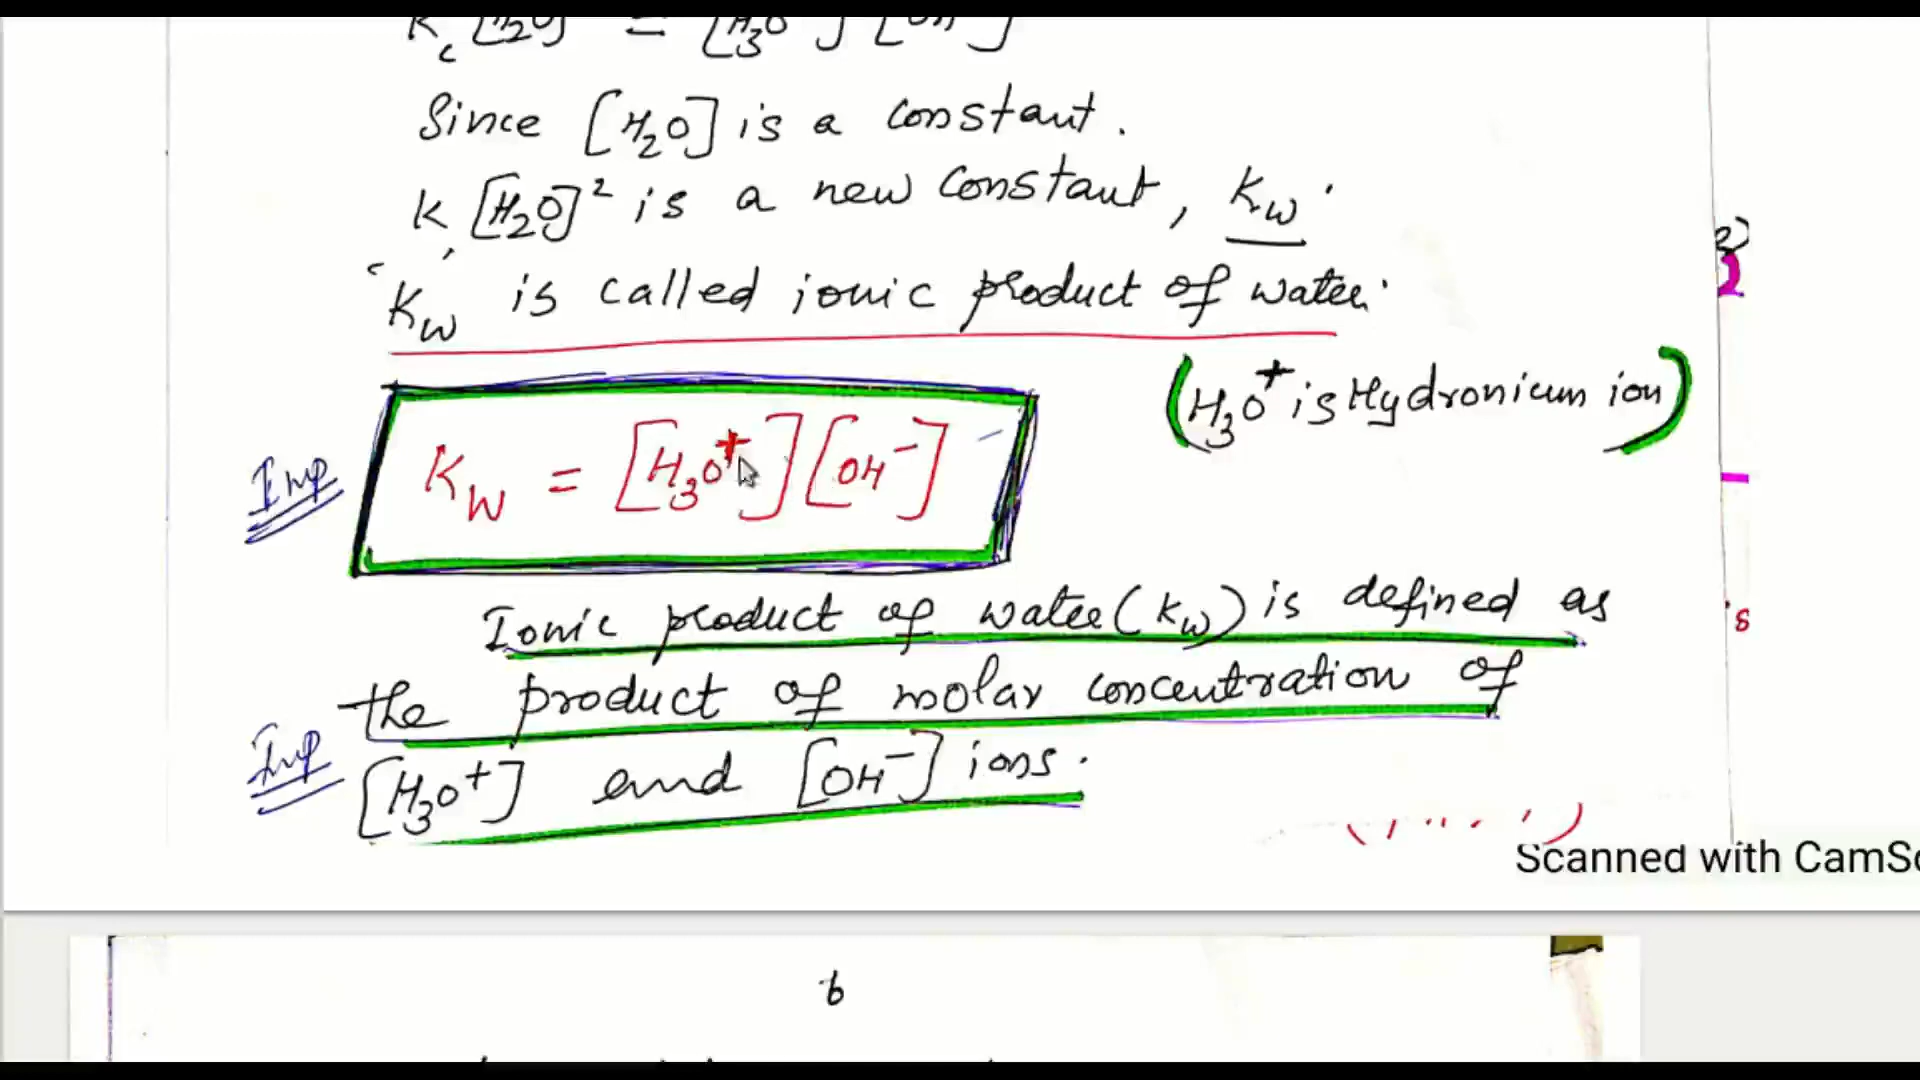 Since [H₂O] is a constant.
K [H₂O]² is a new constant, Kw.
Kw is called ionic product of water.
(H₃O⁺ is Hydronium ion)
Imp
Kw = [H₃O⁺][OH⁻]
Ionic product of water (Kw) is defined as
the product of molar concentration of
Imp
[H₃O⁺] and [OH⁻] ions.
Scanned with CamSc
6